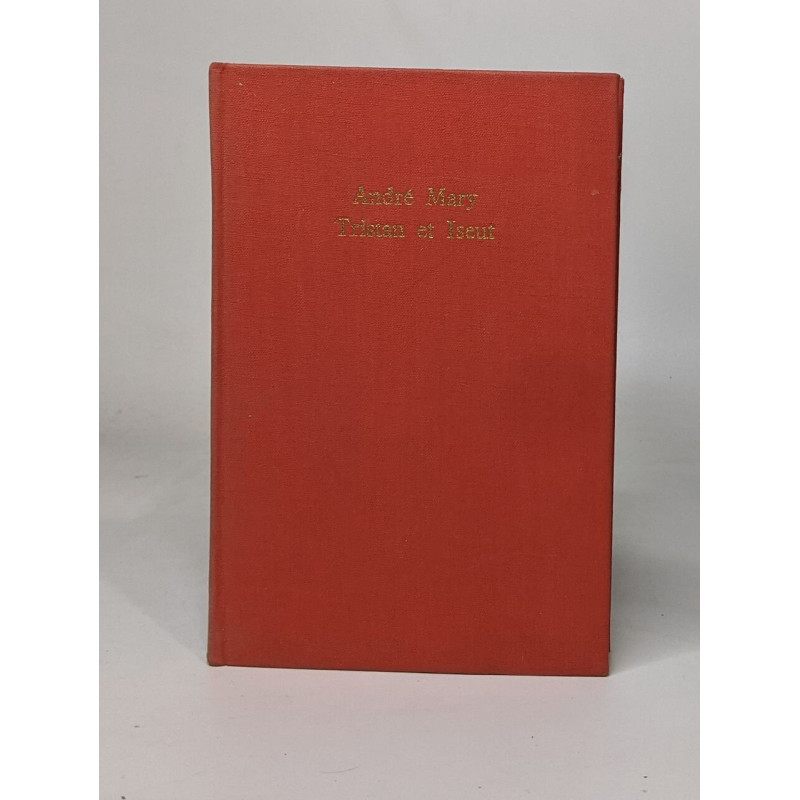 André Mary
Tristan et Iseut